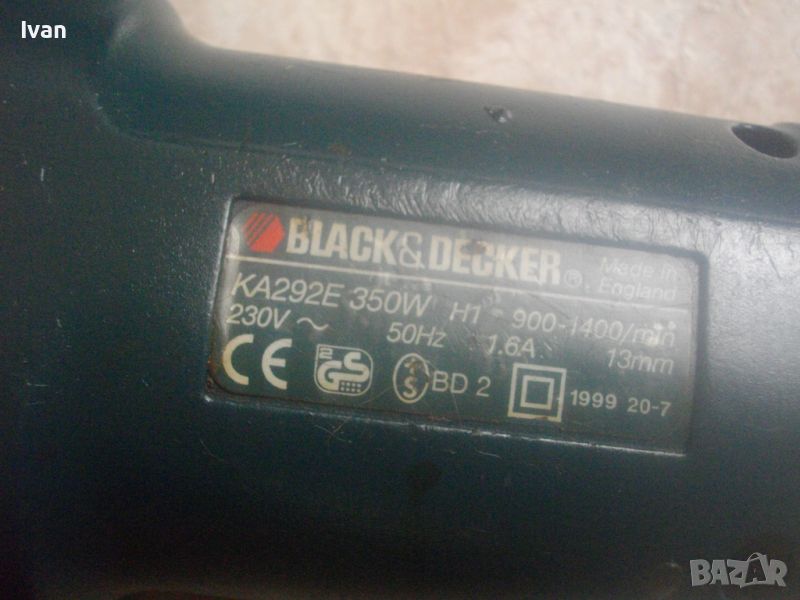 Ivan
BLACK&DECKER® Made in England
KA292E 350W H1 900-1400/min
230V ~ 50Hz 1.6A 13mm
CE GS S BD 2 1999 20-7
BAZAR